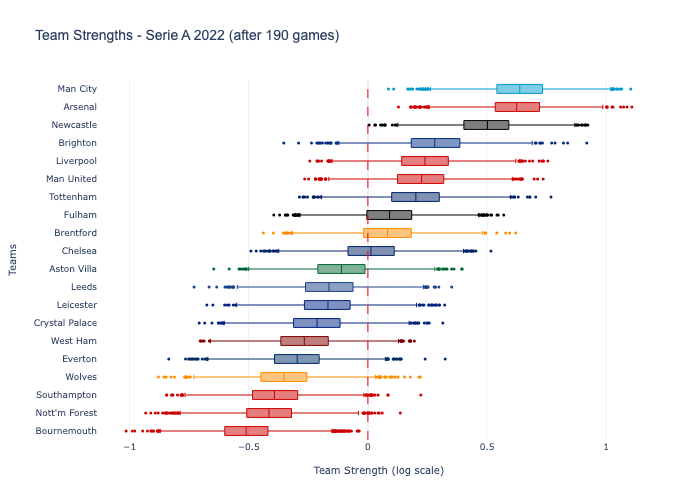 Team Strengths - Serie A 2022 (after 190 games)
Teams
Man City
Arsenal
Newcastle
Brighton
Liverpool
Man United
Tottenham
Fulham
Brentford
Chelsea
Aston Villa
Leeds
Leicester
Crystal Palace
West Ham
Everton
Wolves
Southampton
Nott'm Forest
Bournemouth
−1 −0.5 0 0.5 1
Team Strength (log scale)